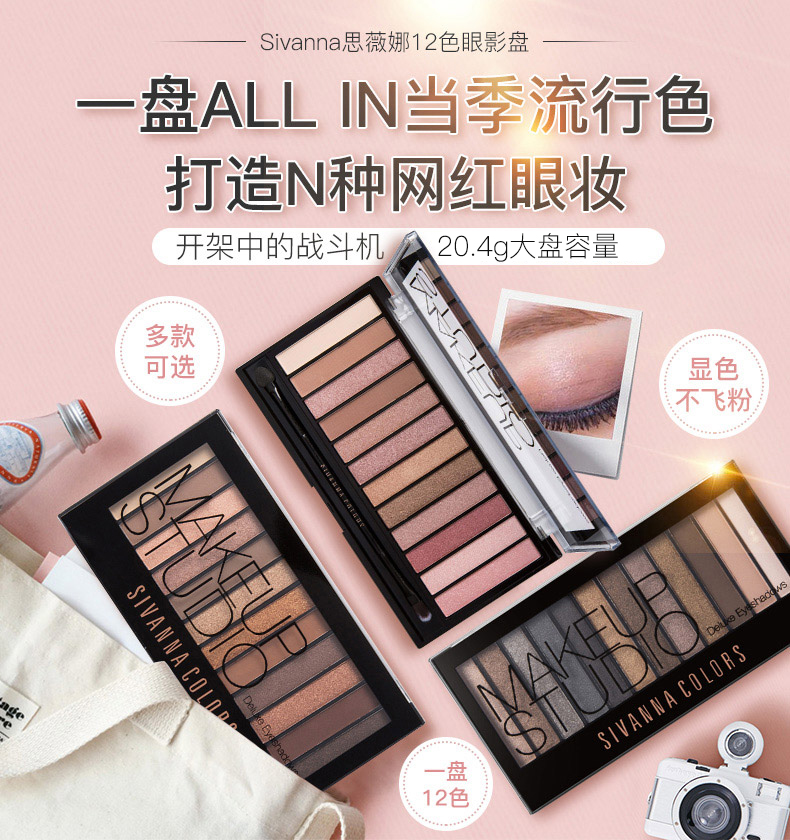 Sivanna思薇娜12色眼影盘
一盘ALL IN当季流行色
打造N种网红眼妆
开架中的战斗机 20.4g大盘容量
多款
可选
显色
不飞粉
MAKEUP
STUDIO
SIVANNA COLORS
Deluxe Eyeshadows
MAKEUP
STUDIO
Deluxe Eyeshadows
SIVANNA COLORS
一盘
12色